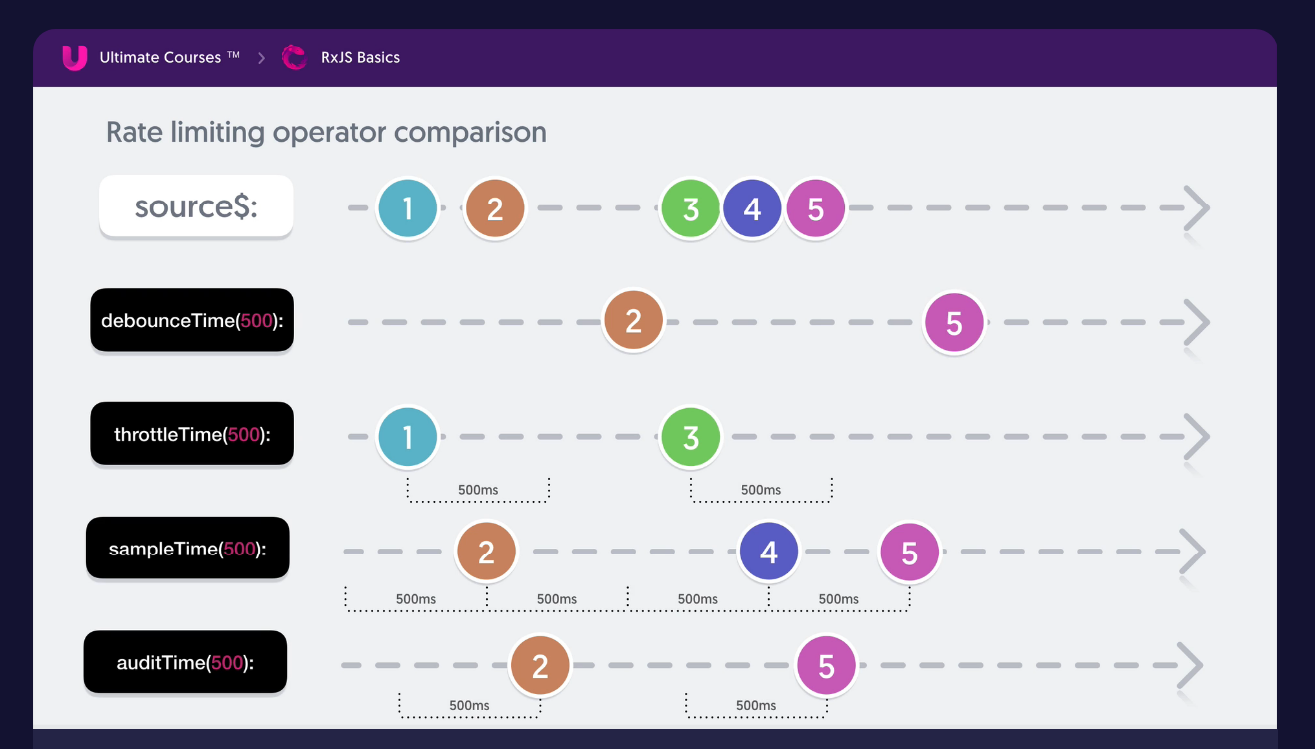 Ultimate Courses ™ > RxJS Basics
Rate limiting operator comparison
source$:
1 2 3 4 5
debounceTime(500):
2 5
throttleTime(500):
1 3
500ms 500ms
sampleTime(500):
2 4 5
500ms 500ms 500ms 500ms
auditTime(500):
2 5
500ms 500ms